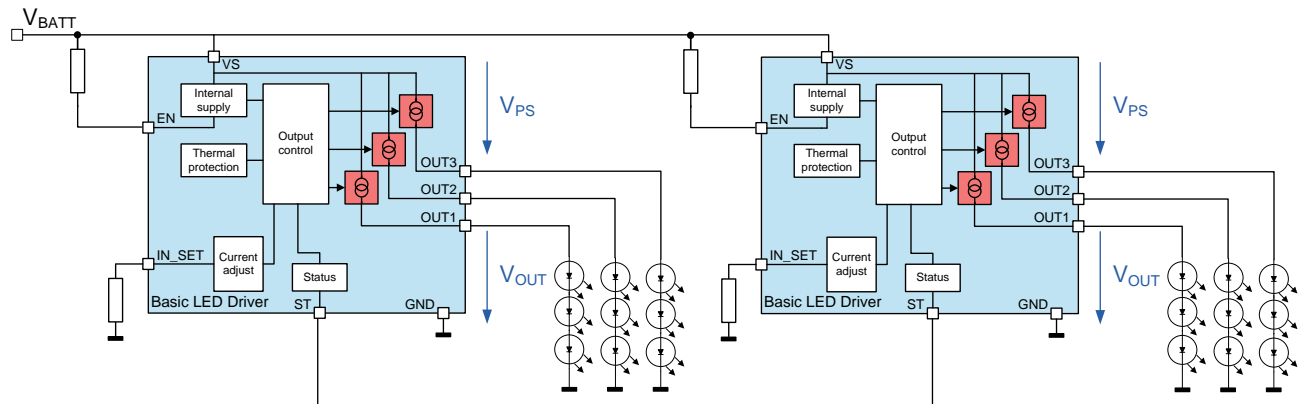 VBATT
VS
Internal
supply
EN
Thermal
protection
Output
control
VPS
OUT3
OUT2
OUT1
IN_SET
Current
adjust
Status
VOUT
Basic LED Driver
ST
GND
VS
Internal
supply
EN
Thermal
protection
Output
control
VPS
OUT3
OUT2
OUT1
IN_SET
Current
adjust
Status
VOUT
Basic LED Driver
ST
GND